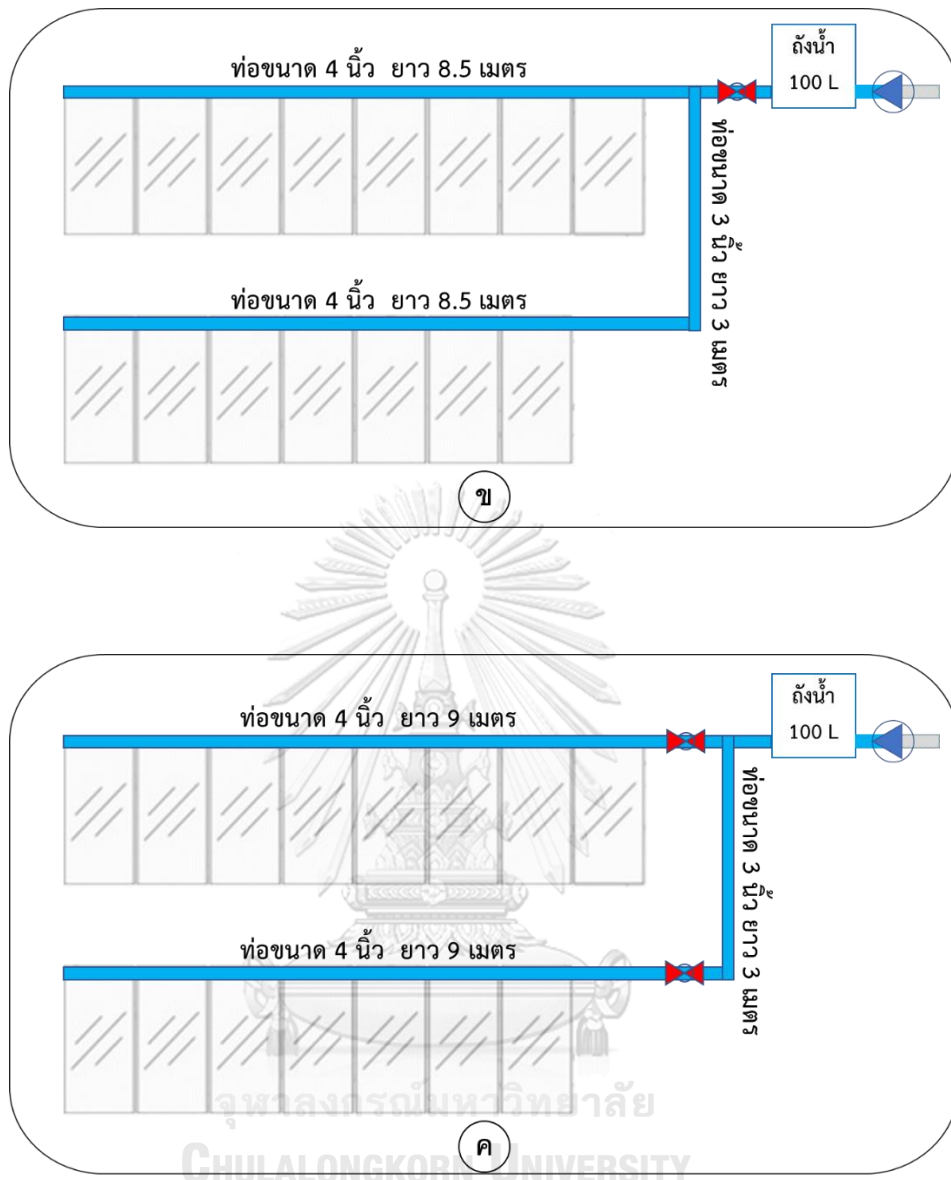 ถังน้ำ
100 L
ท่อขนาด 4 นิ้ว ยาว 8.5 เมตร
ท่อขนาด 3 นิ้ว ยาว 3 เมตร
ท่อขนาด 4 นิ้ว ยาว 8.5 เมตร
ข
ถังน้ำ
100 L
ท่อขนาด 4 นิ้ว ยาว 9 เมตร
ท่อขนาด 3 นิ้ว ยาว 3 เมตร
ท่อขนาด 4 นิ้ว ยาว 9 เมตร
จุฬาลงกรณ์มหาวิทยาลัย
ค
CHULALONGKORN UNIVERSITY